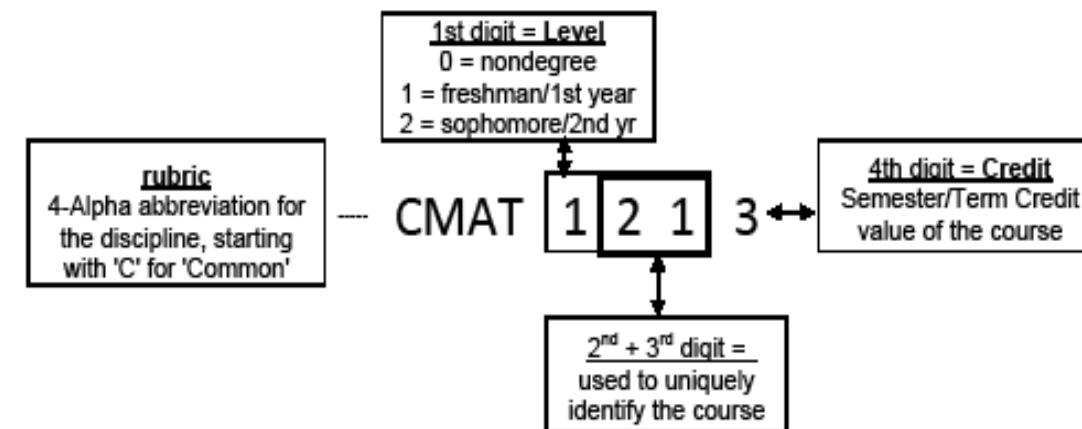 1st digit = Level
0 = nondegree
1 = freshman/1st year
2 = sophomore/2nd yr
rubric
4-Alpha abbreviation for
the discipline, starting
with 'C' for 'Common'
----- CMAT 1 2 1 3
4th digit = Credit
Semester/Term Credit
value of the course
2nd + 3rd digit =
used to uniquely
identify the course